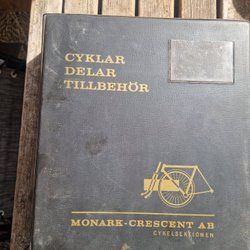 CYKLAR
DELAR
TILLBEHÖR
MONARK-CRESCENT AB
CYKELSEKTIONEN